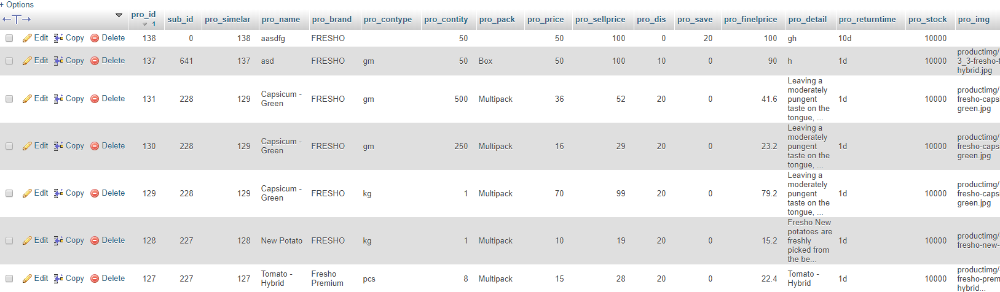 + Options
←T→ pro_id 1 sub_id pro_simelar pro_name pro_brand pro_contype pro_contity pro_pack pro_price pro_sellprice pro_dis pro_save pro_finelprice pro_detail pro_returntime pro_stock pro_img
Edit Copy Delete 138 0 138 aasdfg FRESHO 50 50 100 0 20 100 gh 10d 10000
Edit Copy Delete 137 641 137 asd FRESHO gm 50 Box 50 100 10 0 90 h 1d 10000 productimg/
3_3-fresho-t
hybrid.jpg
Edit Copy Delete 131 228 129 Capsicum -
Green FRESHO gm 500 Multipack 36 52 20 0 41.6 Leaving a
moderately
pungent
taste on the
tongue, ... 1d 10000 productimg/
fresho-caps
green.jpg
Edit Copy Delete 130 228 129 Capsicum -
Green FRESHO gm 250 Multipack 16 29 20 0 23.2 Leaving a
moderately
pungent
taste on the
tongue, ... 1d 10000 productimg/
fresho-caps
green.jpg
Edit Copy Delete 129 228 129 Capsicum -
Green FRESHO kg 1 Multipack 70 99 20 0 79.2 Leaving a
moderately
pungent
taste on the
tongue, ... 1d 10000 productimg/
fresho-caps
green.jpg
Edit Copy Delete 128 227 128 New Potato FRESHO kg 1 Multipack 10 19 20 0 15.2 Fresho New
potatoes are
freshly
picked from
the be... 1d 10000 productimg/
fresho-new-
Edit Copy Delete 127 227 127 Tomato -
Hybrid Fresho
Premium pcs 8 Multipack 15 28 20 0 22.4 Tomato -
Hybrid 1d 10000 productimg/
fresho-prem
hybrid...